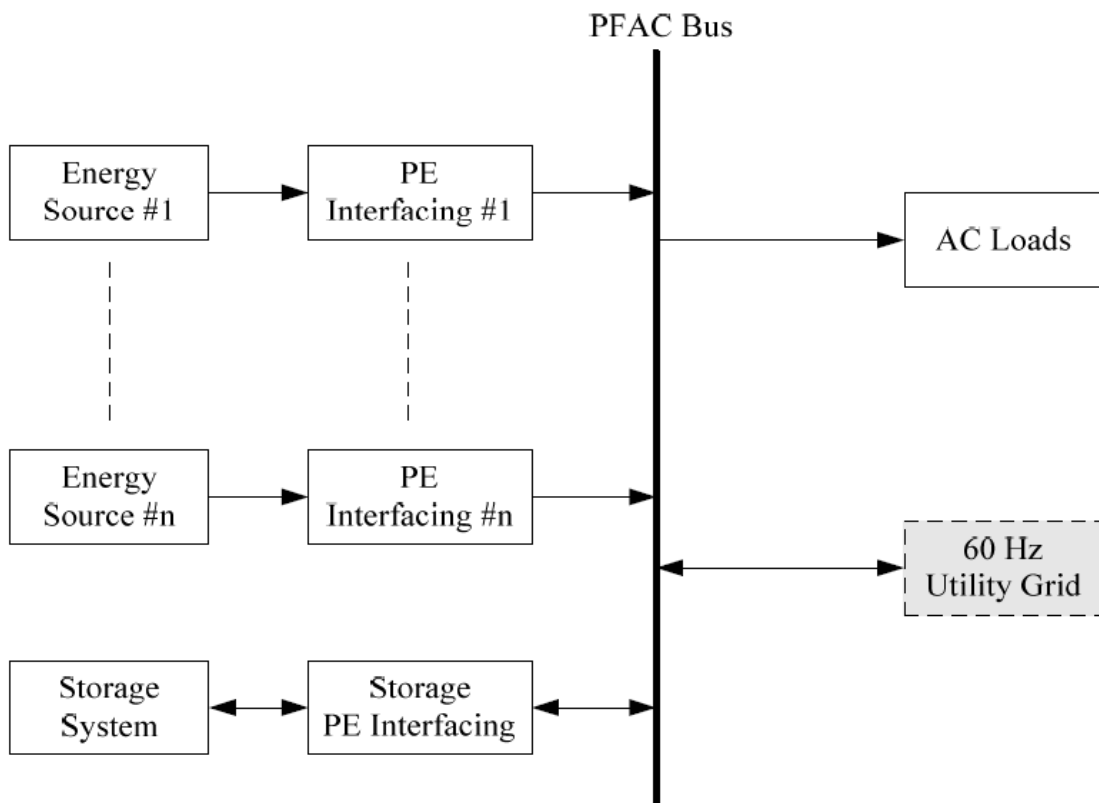 PFAC Bus
Energy
Source #1
PE
Interfacing #1
AC Loads
Energy
Source #n
PE
Interfacing #n
60 Hz
Utility Grid
Storage
System
Storage
PE Interfacing